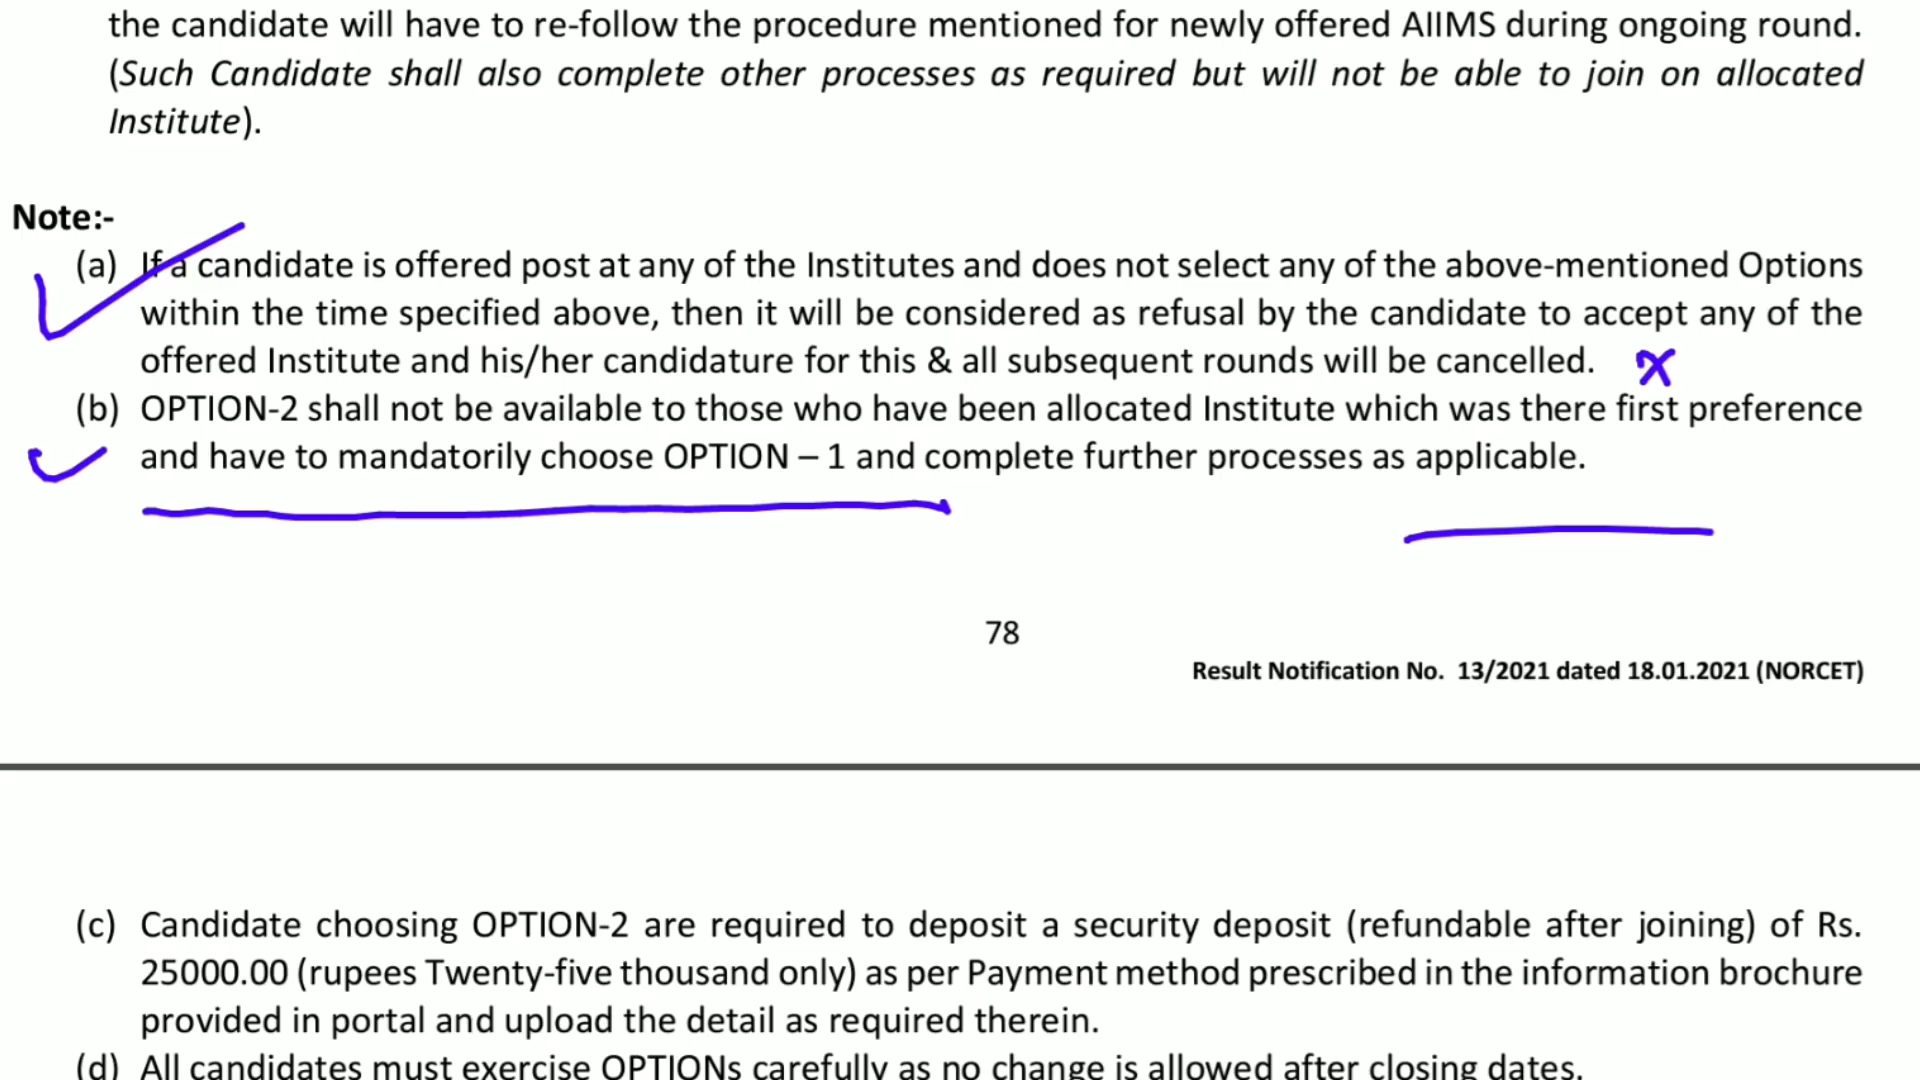 the candidate will have to re-follow the procedure mentioned for newly offered AIIMS during ongoing round.
(Such Candidate shall also complete other processes as required but will not be able to join on allocated
Institute).
Note:-
(a) If a candidate is offered post at any of the Institutes and does not select any of the above-mentioned Options
within the time specified above, then it will be considered as refusal by the candidate to accept any of the
offered Institute and his/her candidature for this & all subsequent rounds will be cancelled.
(b) OPTION-2 shall not be available to those who have been allocated Institute which was there first preference
and have to mandatorily choose OPTION – 1 and complete further processes as applicable.
78
Result Notification No. 13/2021 dated 18.01.2021 (NORCET)
(c) Candidate choosing OPTION-2 are required to deposit a security deposit (refundable after joining) of Rs.
25000.00 (rupees Twenty-five thousand only) as per Payment method prescribed in the information brochure
provided in portal and upload the detail as required therein.
(d) All candidates must exercise OPTIONs carefully as no change is allowed after closing dates.